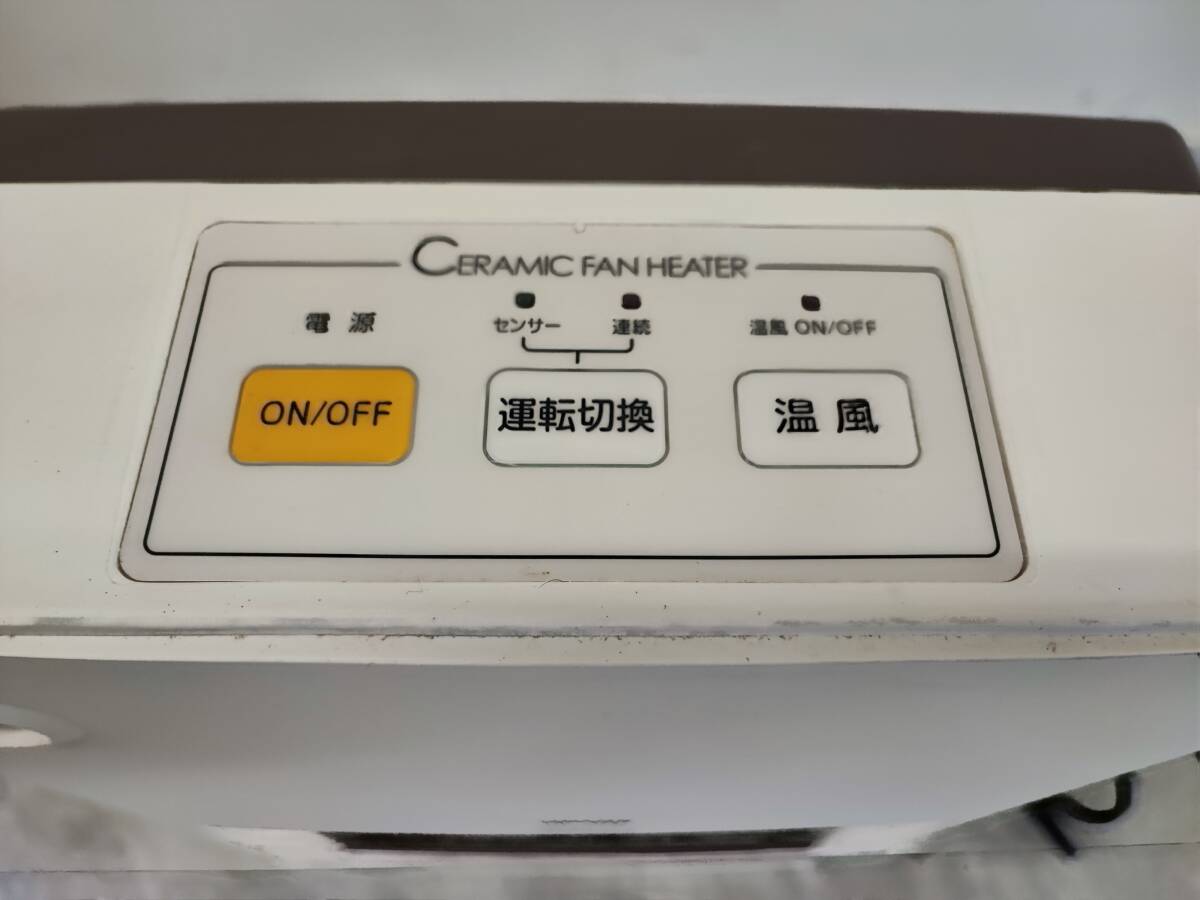 CERAMIC FAN HEATER
電源
センサー 連続
温風 ON/OFF
ON/OFF
運転切換
温風